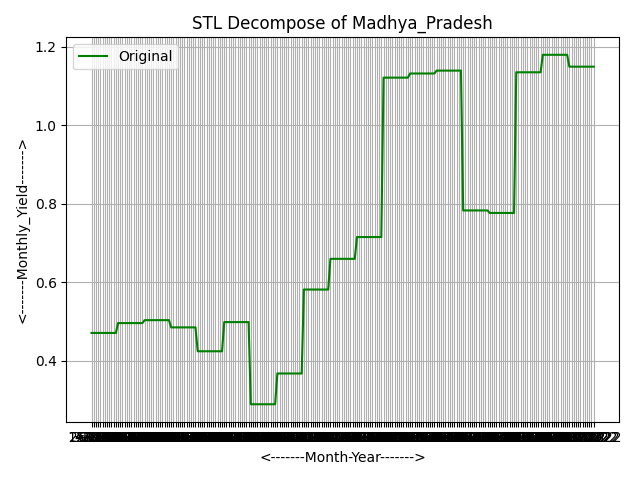 STL Decompose of Madhya_Pradesh
Original
1.2
1.0
0.8
0.6
0.4
<------Monthly_Yield------->
<-------Month-Year------->